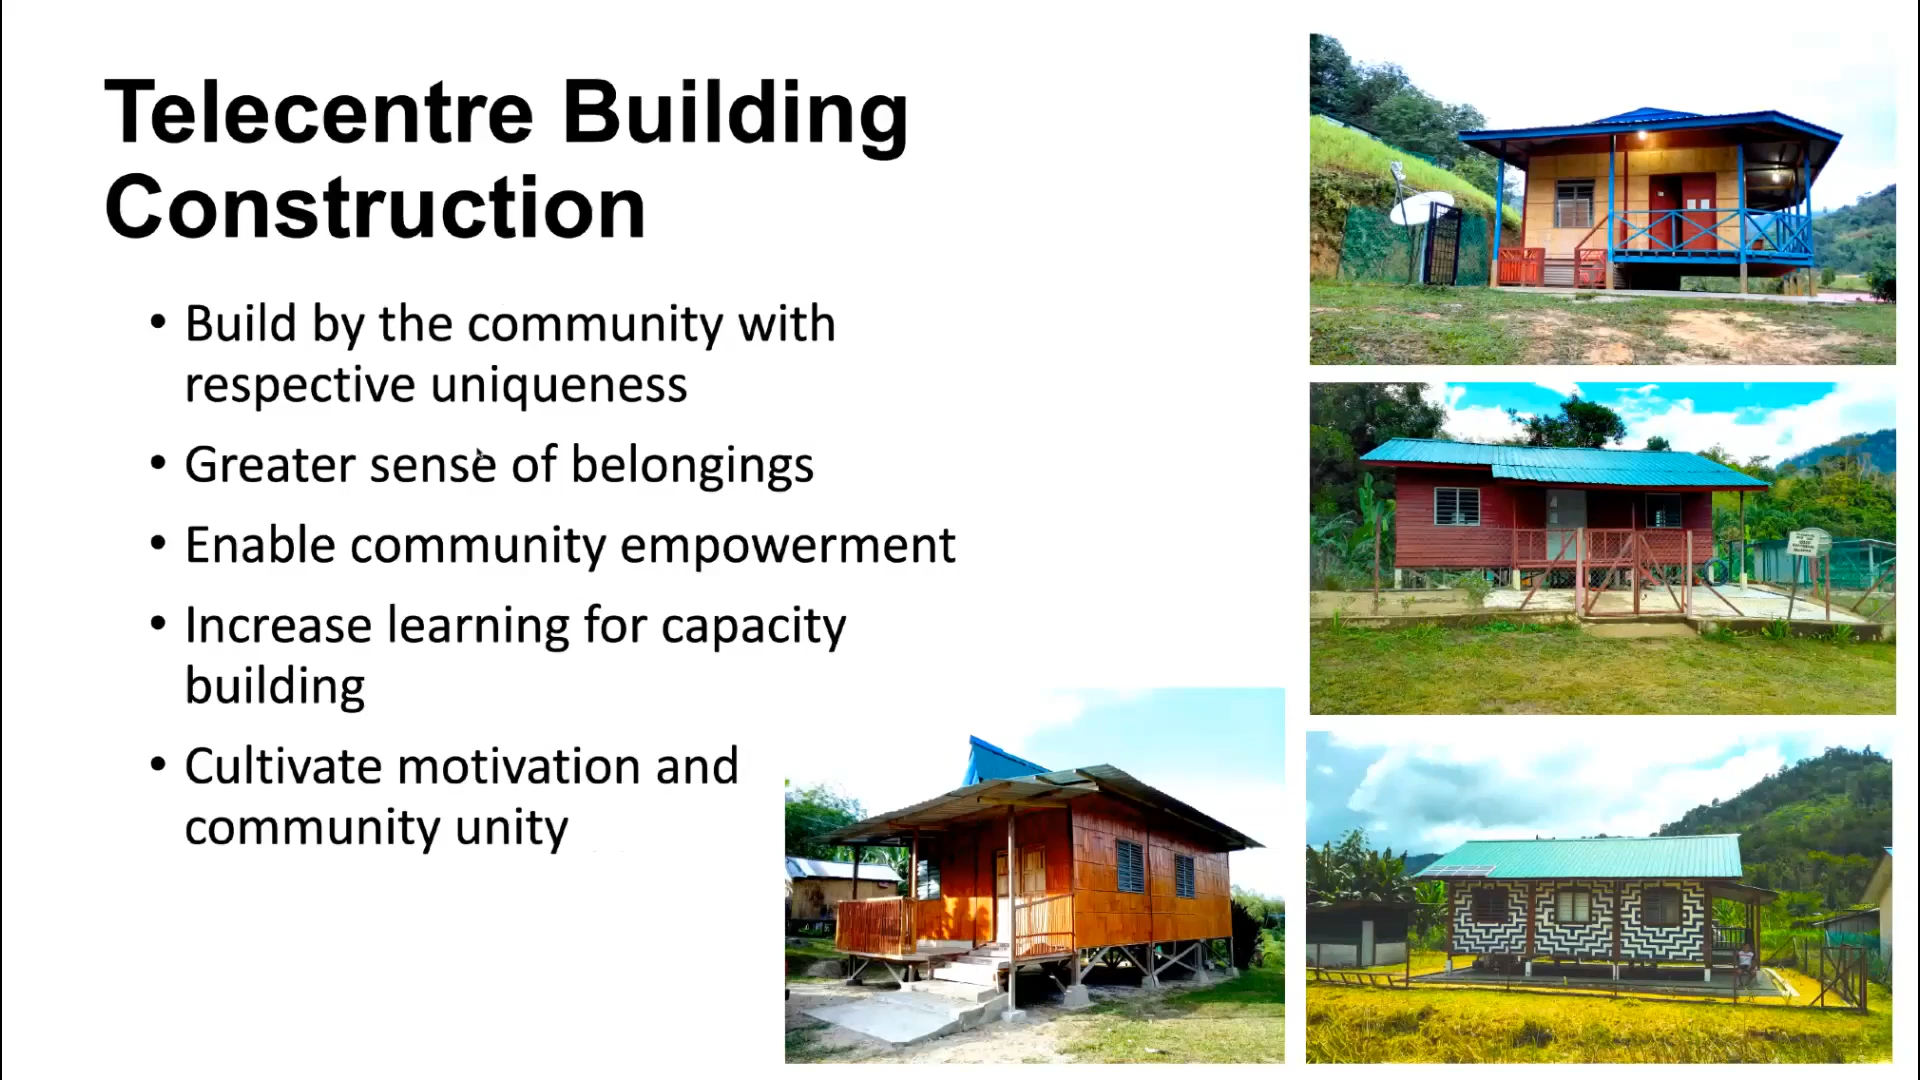 Telecentre Building
Construction
• Build by the community with
respective uniqueness
• Greater sense of belongings
• Enable community empowerment
• Increase learning for capacity
building
• Cultivate motivation and
community unity